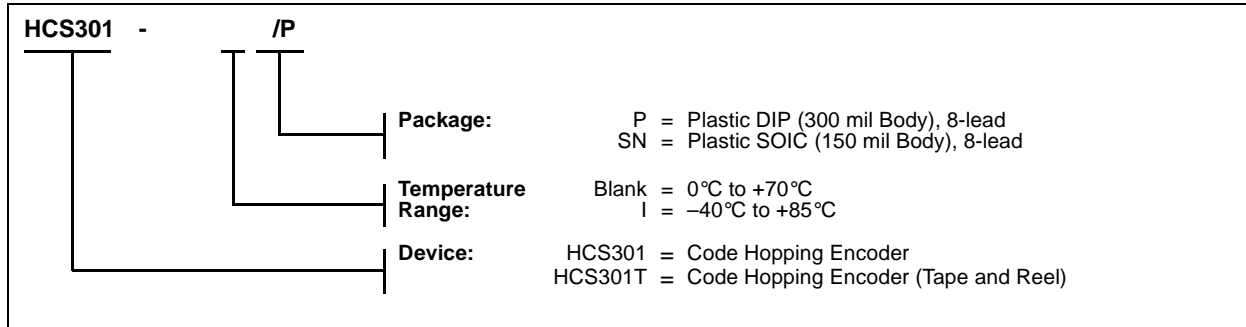 HCS301 - /P
Package: P = Plastic DIP (300 mil Body), 8-lead
SN = Plastic SOIC (150 mil Body), 8-lead
Temperature Blank = 0°C to +70°C
Range: I = –40°C to +85°C
Device: HCS301 = Code Hopping Encoder
HCS301T = Code Hopping Encoder (Tape and Reel)